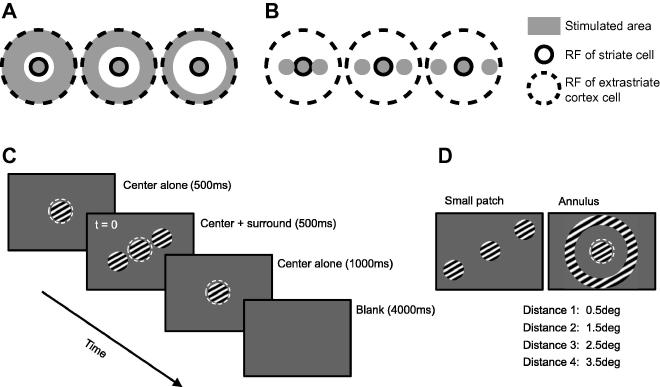 A
B
Stimulated area
RF of striate cell
RF of extrastriate
cortex cell
C
Center alone (500ms)
t = 0
Center + surround (500ms)
Center alone (1000ms)
Blank (4000ms)
Time
D
Small patch
Annulus
Distance 1: 0.5deg
Distance 2: 1.5deg
Distance 3: 2.5deg
Distance 4: 3.5deg